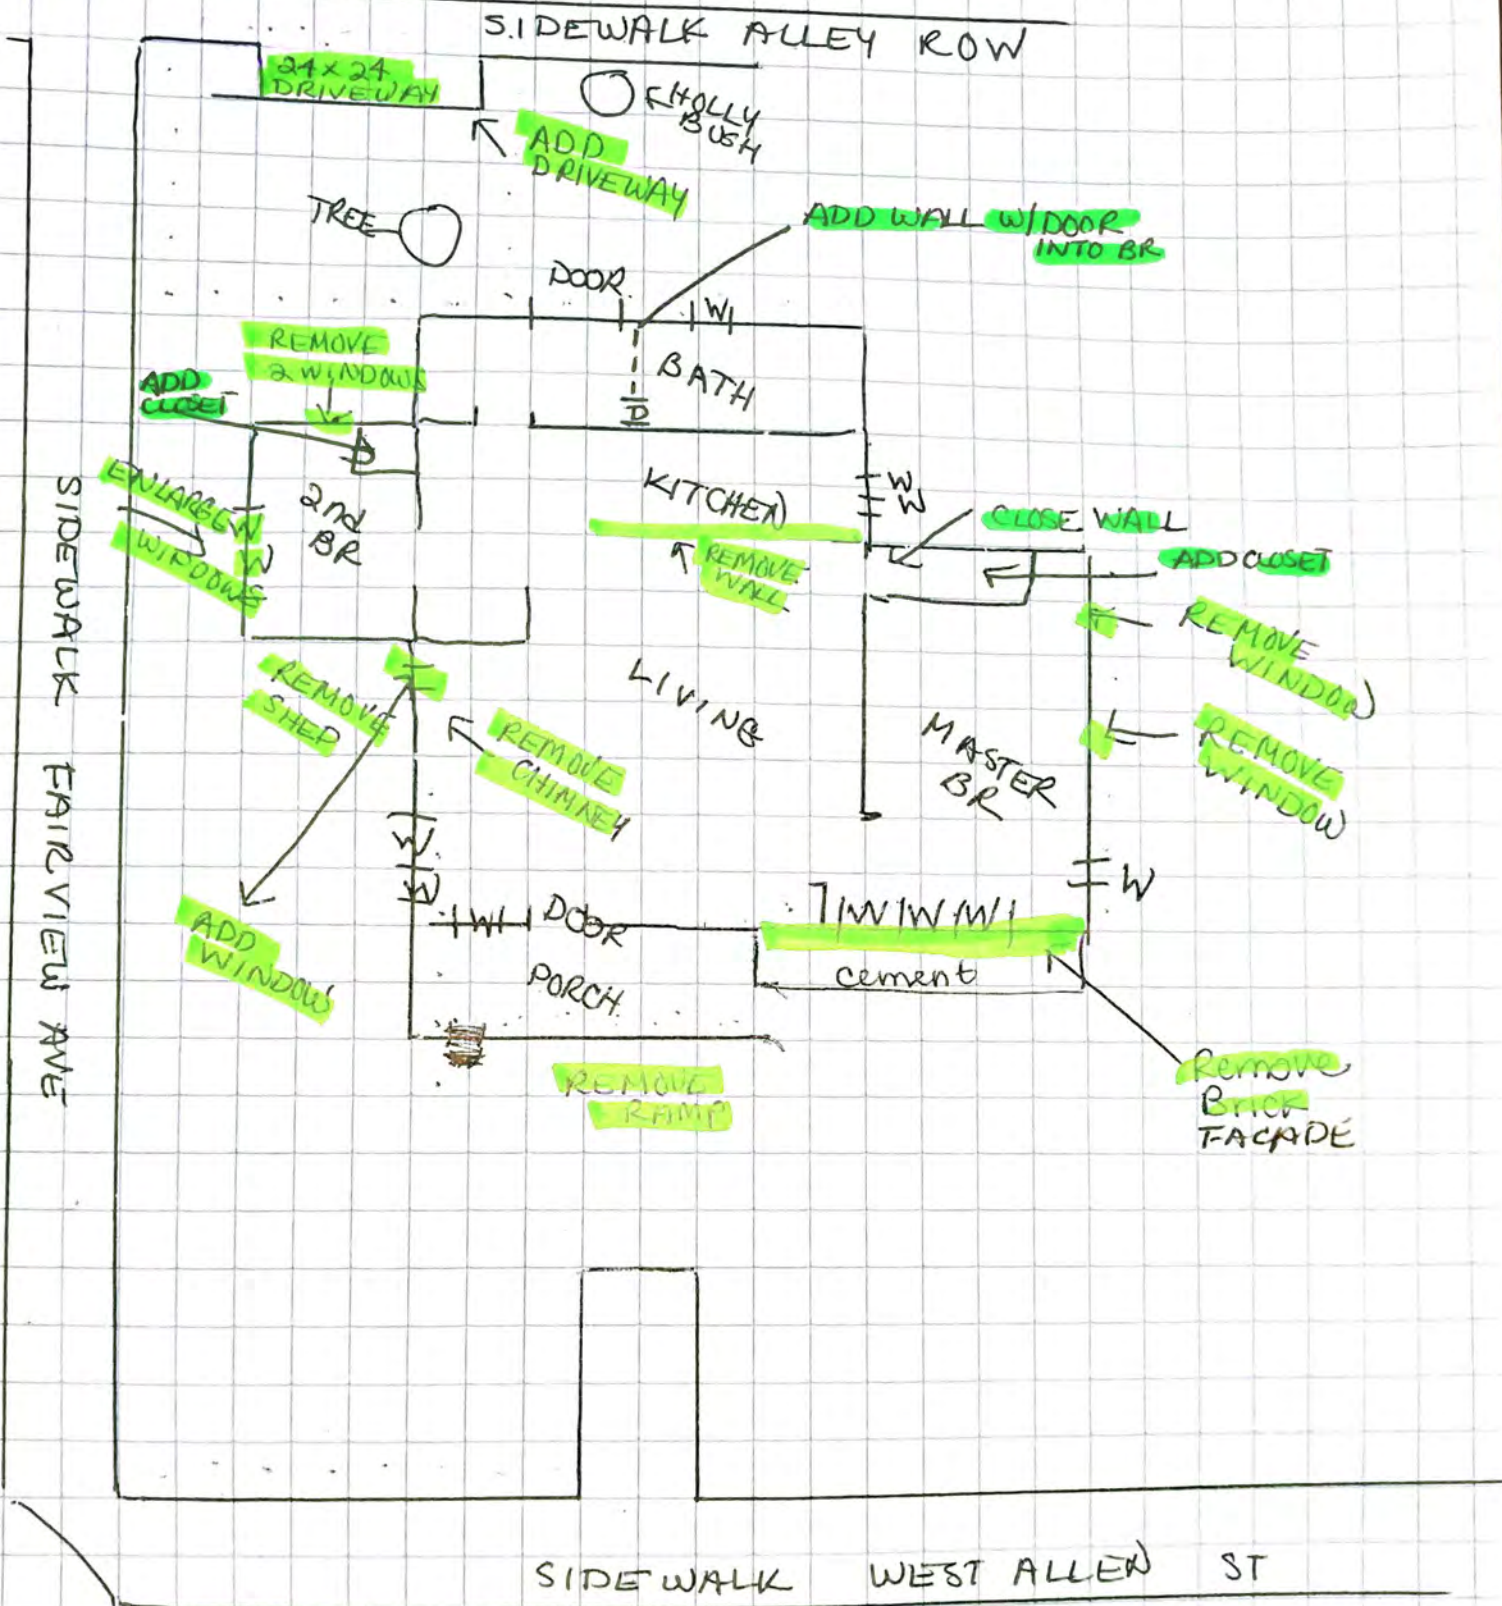 SIDEWALK ALLEY ROW
24 x 24
DRIVEWAY
HOLLY
BUSH
ADD
DRIVEWAY
TREE
ADD WALL W/DOOR
INTO BR
DOOR
W
REMOVE
2 WINDOWS
BATH
D
ADD
CLOSET
D
ENLARGE
WINDOWS
W
W
2nd
BR
KITCHEN
W
W
CLOSE WALL
REMOVE
WALL
ADD CLOSET
REMOVE
WINDOW
REMOVE
SHED
LIVING
REMOVE
CHIMNEY
MASTER
BR
REMOVE
WINDOW
W
W
W
ADD
WINDOW
W DOOR
W W W
cement
PORCH
REMOVE
RAMP
Remove
Brick
FACADE
SIDEWALK FAIRVIEW AVE
SIDEWALK WEST ALLEN ST